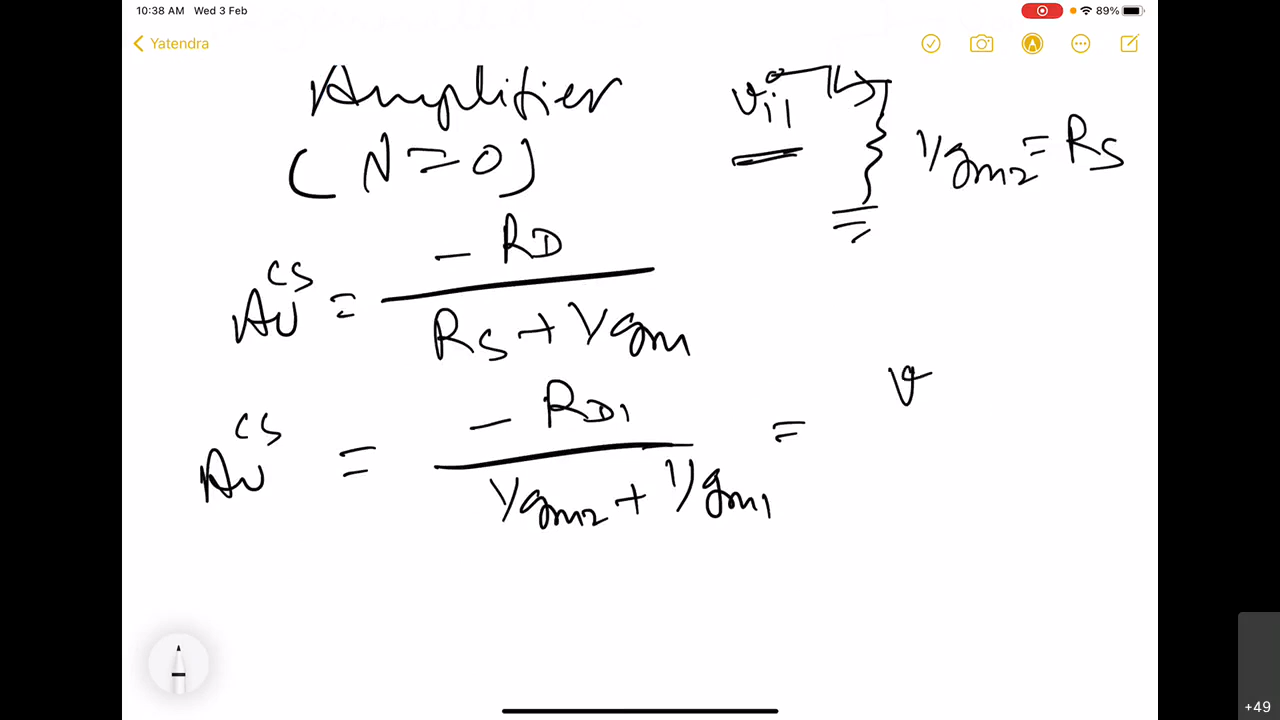 10:38 AM Wed 3 Feb
89%
Yatendra
Amplifier
(λ=0)
vi1
1/gm2 = Rs
Av^CS = -RD / (Rs + 1/gm)
Av^CS = -RD1 / (1/gm2 + 1/gm1) = v
+49